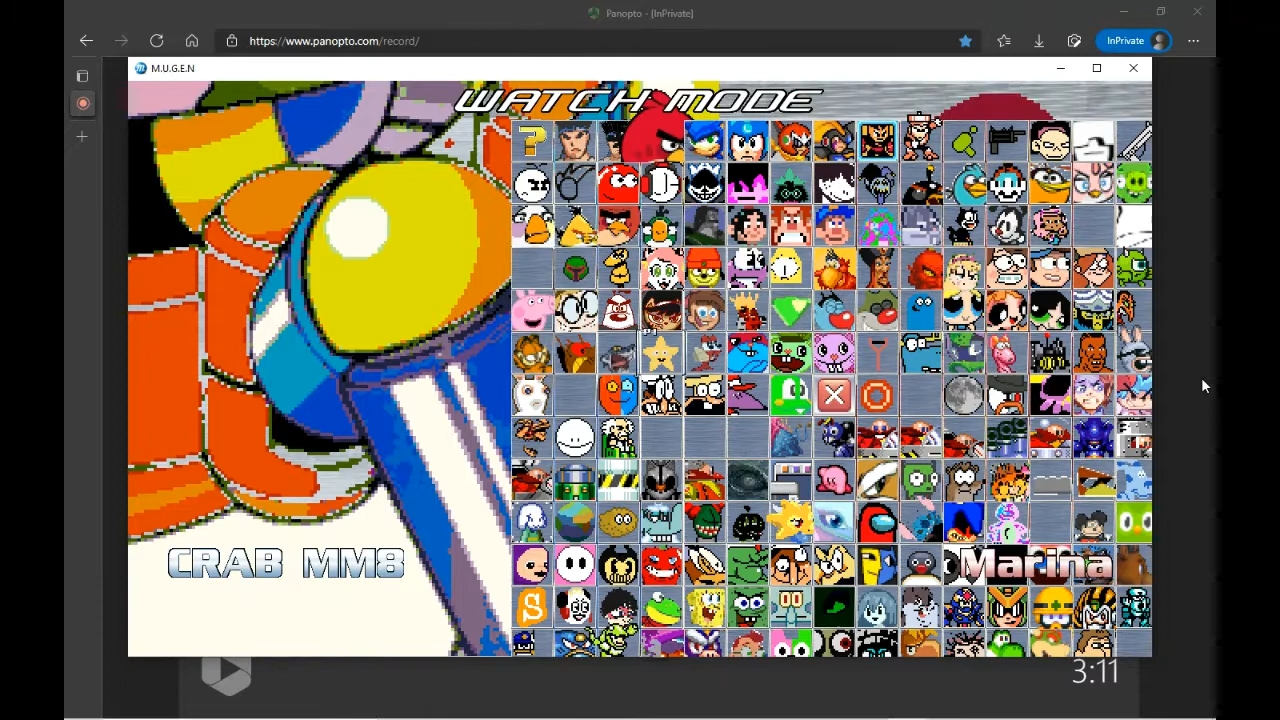 Panopto - [InPrivate]
https://www.panopto.com/record/
InPrivate
M.U.G.E.N
WATCH MODE
?
CRAB MM8
Marina
S
3:11